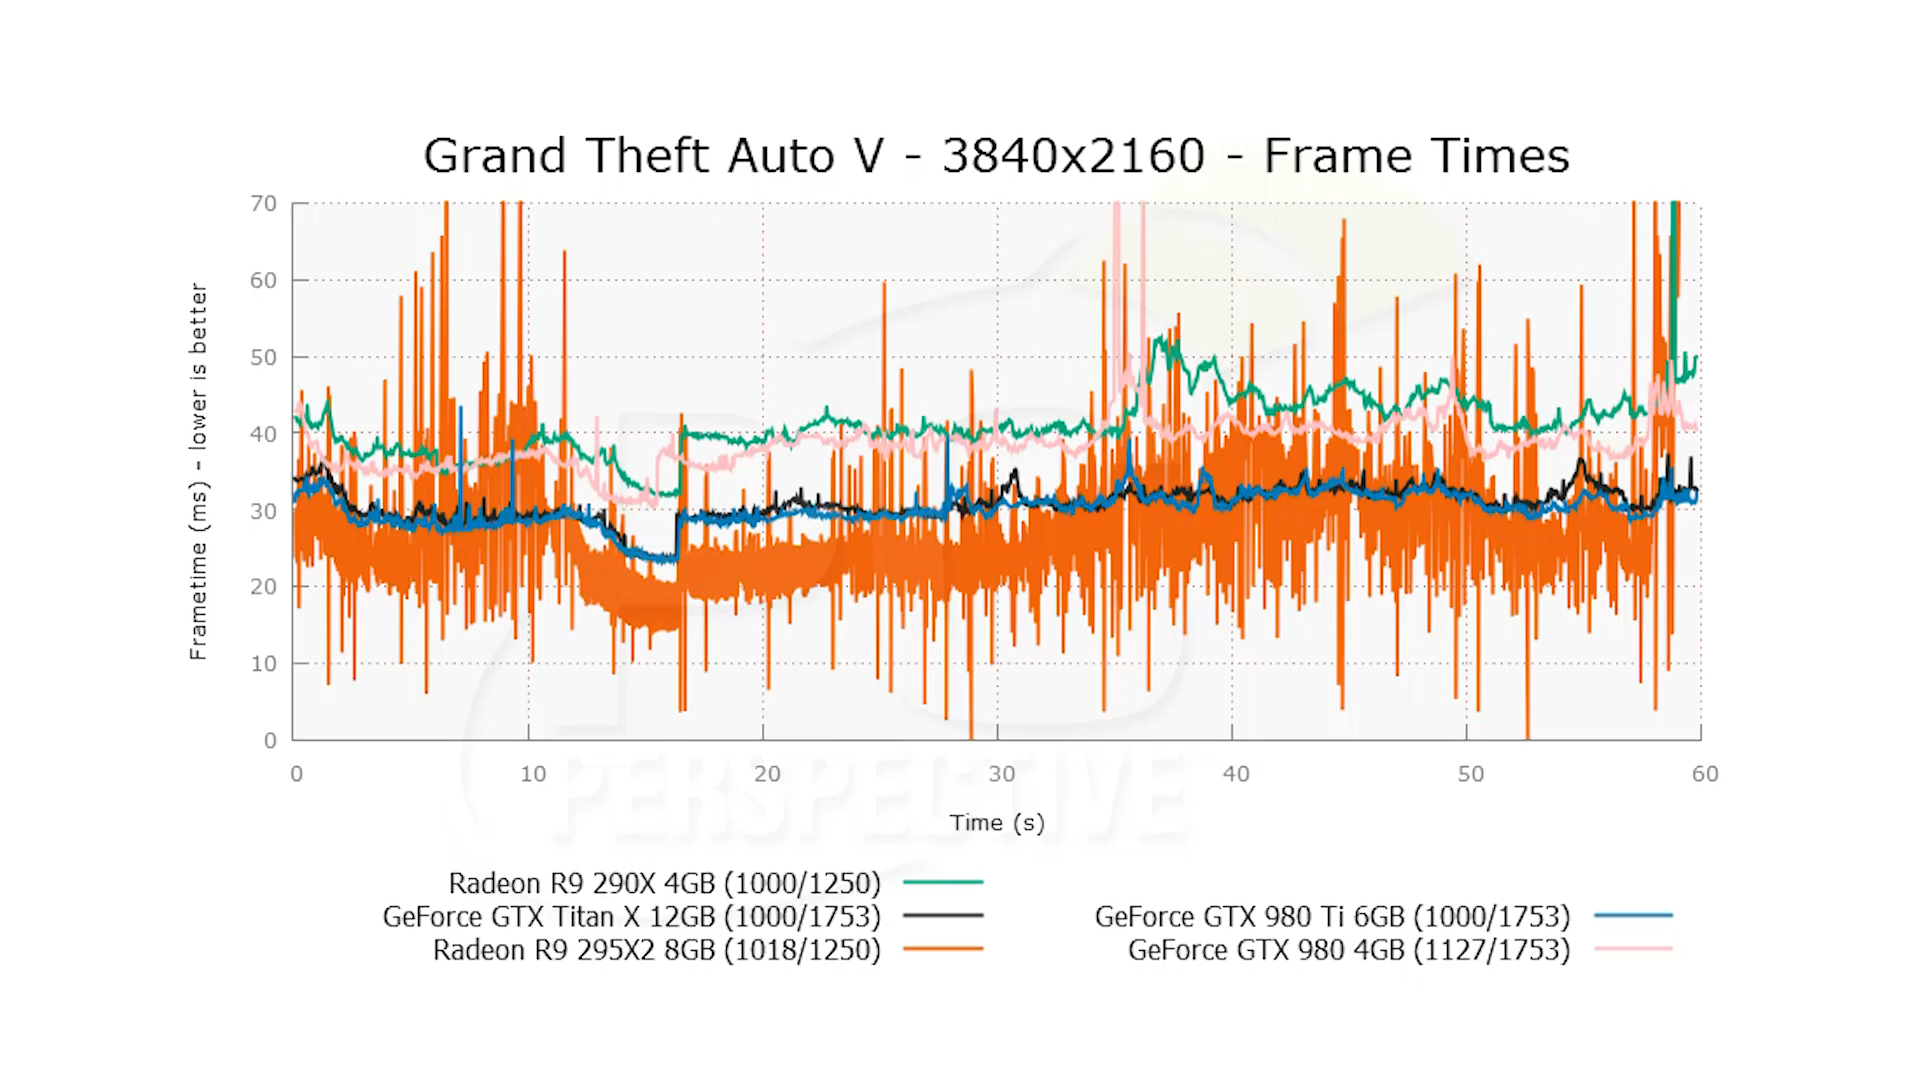 Grand Theft Auto V - 3840x2160 - Frame Times
Frametime (ms) - lower is better
70
60
50
40
30
20
10
0
0 10 20 30 40 50 60
Time (s)
PERSPECTIVE
Radeon R9 290X 4GB (1000/1250)
GeForce GTX Titan X 12GB (1000/1753)
Radeon R9 295X2 8GB (1018/1250)
GeForce GTX 980 Ti 6GB (1000/1753)
GeForce GTX 980 4GB (1127/1753)